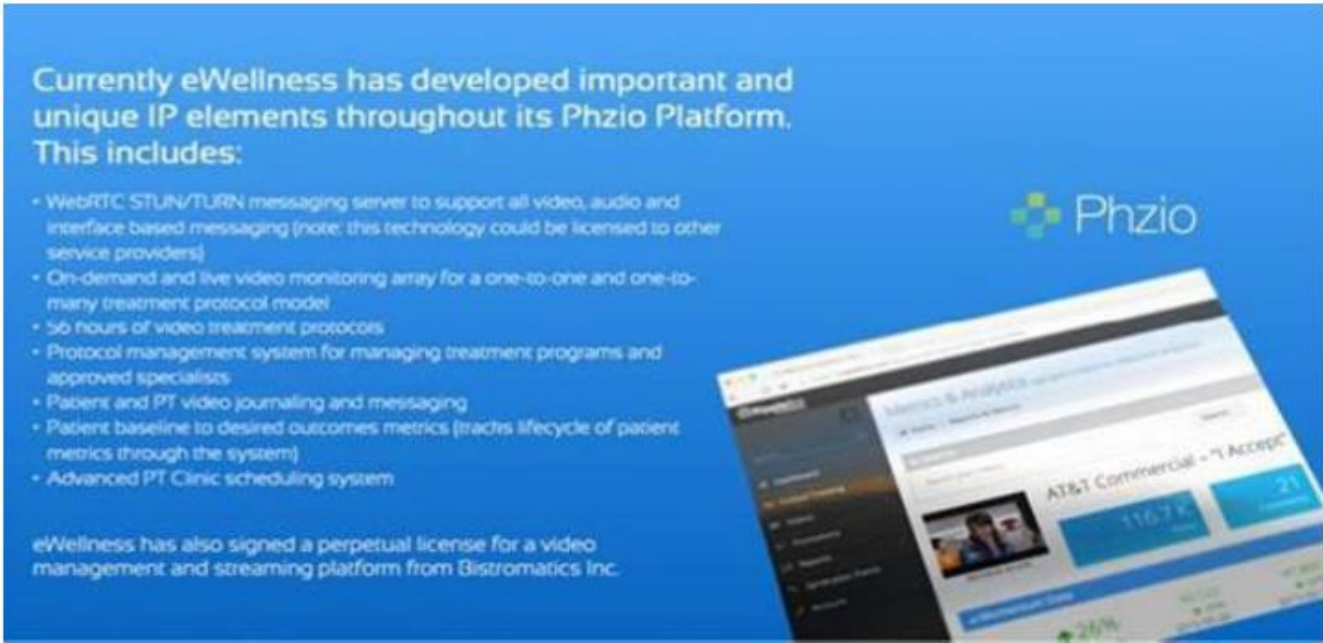 Currently eWellness has developed important and
unique IP elements throughout its Phzio Platform.
This includes:
• WebRTC STUN/TURN messaging server to support all video, audio and
interface based messaging (note: this technology could be licensed to other
service providers)
• On-demand and live video monitoring array for a one-to-one and one-to-
many treatment protocol model
• 56 hours of video treatment protocols
• Protocol management system for managing treatment programs and
approved specialists
• Patient and PT video journaling and messaging
• Patient baseline to desired outcomes metrics (tracks lifecycle of patient
metrics through the system)
• Advanced PT Clinic scheduling system
eWellness has also signed a perpetual license for a video
management and streaming platform from Bistromatics Inc.
Phzio
Metrics & Analytics
AT&T Commercial - "I Accept"
116.7 K
21
26%